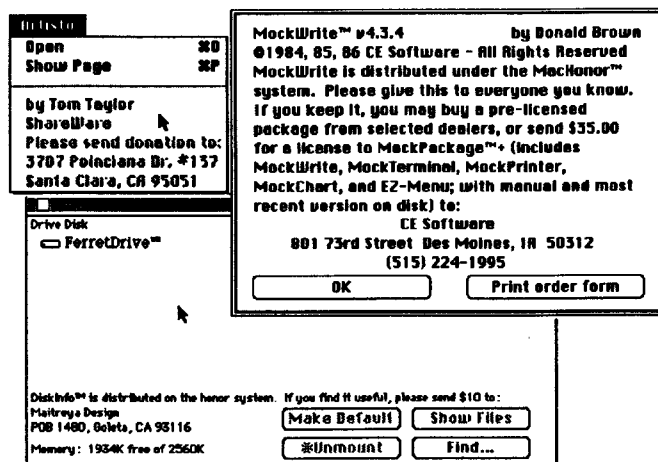 Artisto
Open ⌘O
Show Page ⌘P
by Tom Taylor
ShareWare
Please send donation to:
3707 Poinciana Dr. #137
Santa Clara, CA 95051
MockWrite™ v4.3.4 by Donald Brown
©1984, 85, 86 CE Software - All Rights Reserved
MockWrite is distributed under the MacHonor™
system. Please give this to everyone you know.
If you keep it, you may buy a pre-licensed
package from selected dealers, or send $35.00
for a license to MockPackage™+ (includes
MockWrite, MockTerminal, MockPrinter,
MockChart, and EZ-Menu; with manual and most
recent version on disk) to:
CE Software
801 73rd Street Des Moines, IA 50312
(515) 224-1995
OK Print order form
Drive Disk
FerretDrive™
DiskInfo™ is distributed on the honor system. If you find it useful, please send $10 to:
Maitreya Design
POB 1480, Goleta, CA 93116
Memory: 1934K free of 2560K
Make Default Show Files
⌘Unmount Find...